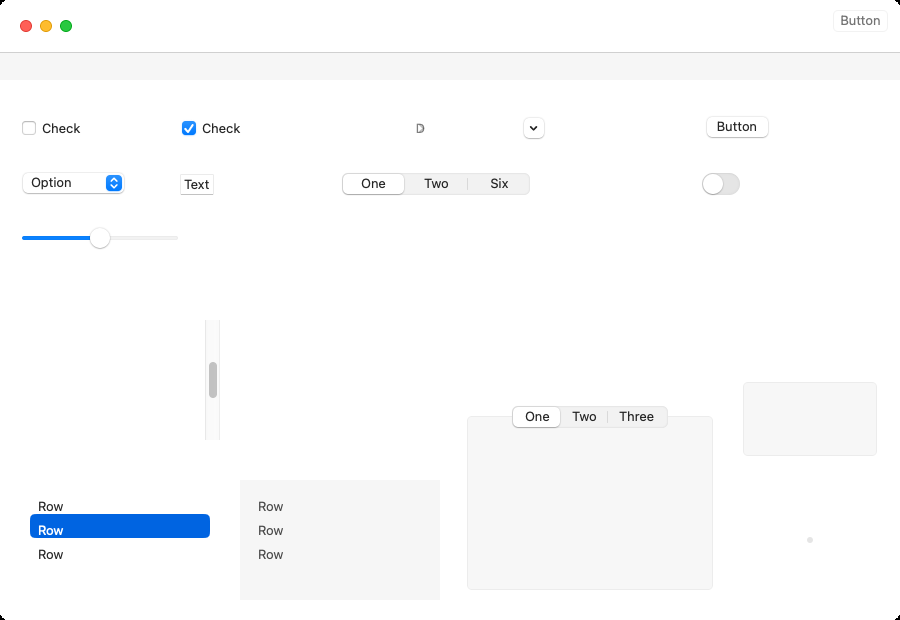 Button
Check
Check
D
Button
Option
Text
One Two Six
One Two Three
Row
Row
Row
Row
Row
Row